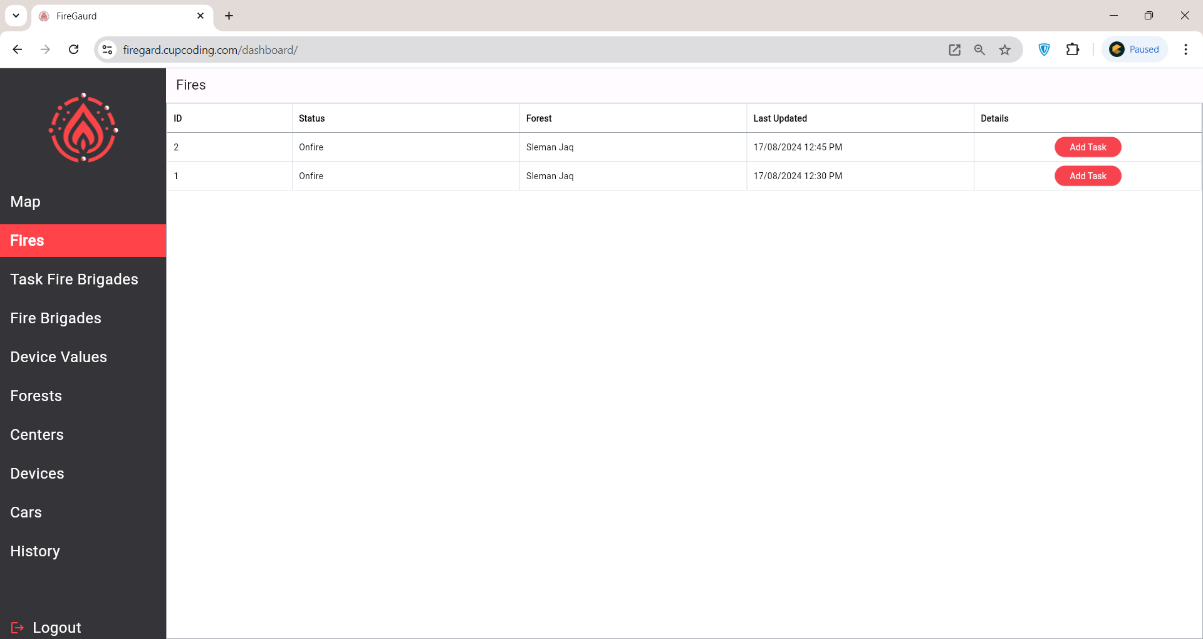 FireGaurd
firegard.cupcoding.com/dashboard/
Paused
Fires
ID Status Forest Last Updated Details
2 Onfire Sleman Jaq 17/08/2024 12:45 PM Add Task
1 Onfire Sleman Jaq 17/08/2024 12:30 PM Add Task
Map
Fires
Task Fire Brigades
Fire Brigades
Device Values
Forests
Centers
Devices
Cars
History
Logout